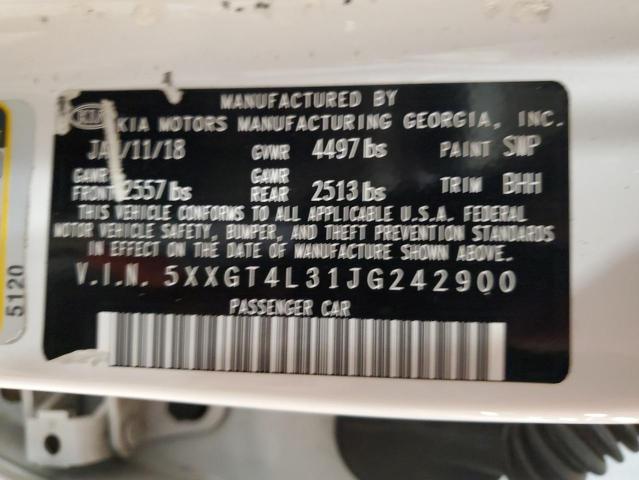 MANUFACTURED BY
KIA KIA MOTORS MANUFACTURING GEORGIA, INC.
/11/18 GVWR 4497 lbs PAINT SWP
GAWR FRONT 2557 lbs GAWR REAR 2513 lbs TRIM BHH
THIS VEHICLE CONFORMS TO ALL APPLICABLE U.S.A. FEDERAL
MOTOR VEHICLE SAFETY, BUMPER, AND THEFT PREVENTION STANDARDS
IN EFFECT ON THE DATE OF MANUFACTURE SHOWN ABOVE.
V.I.N. 5XXGT4L31JG242900
PASSENGER CAR
5120